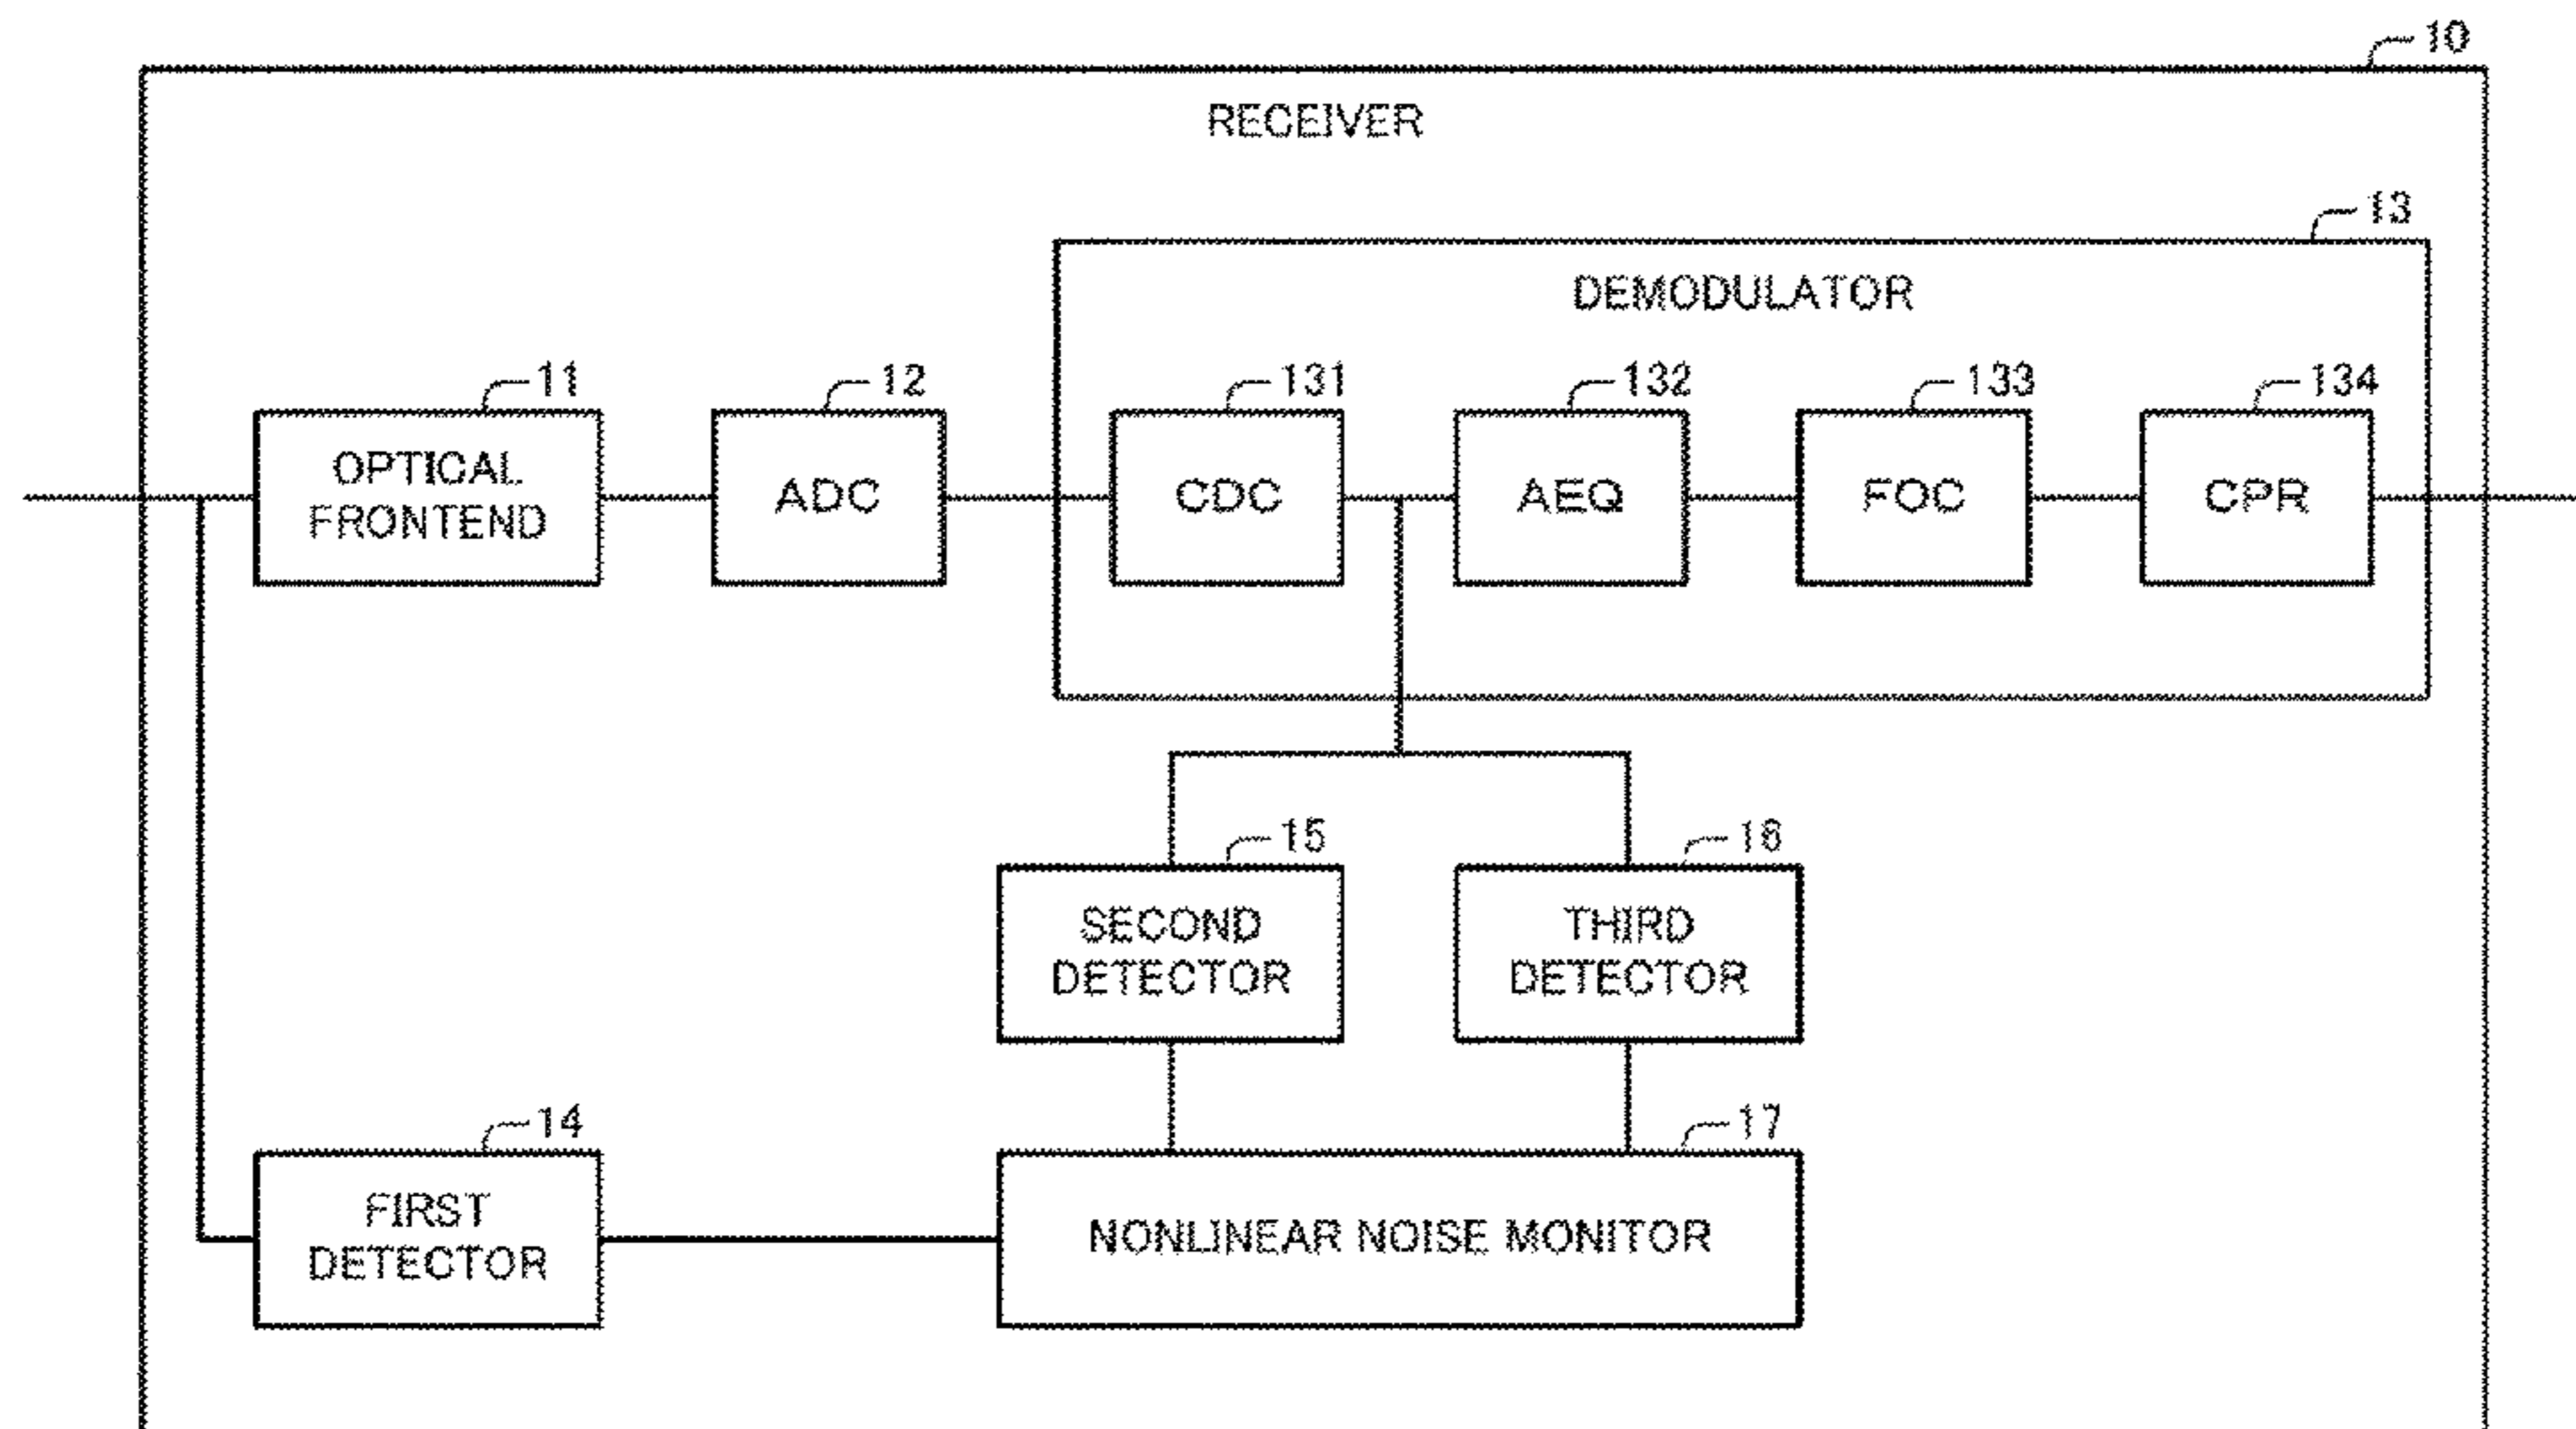 10
RECEIVER
13
DEMODULATOR
11
12
131
132
133
134
OPTICAL
FRONTEND
ADC
CDC
AEQ
FOC
CPR
15
16
SECOND
DETECTOR
THIRD
DETECTOR
14
17
FIRST
DETECTOR
NONLINEAR NOISE MONITOR